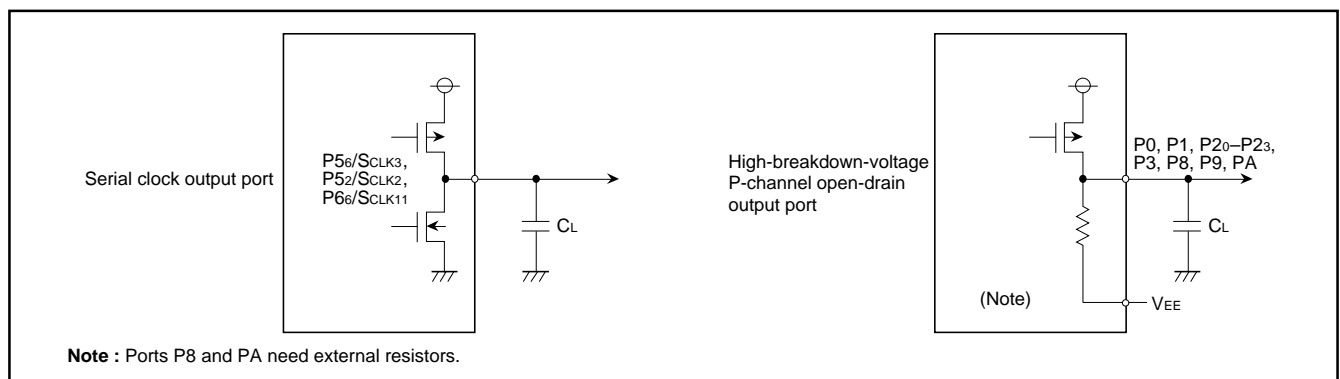 Serial clock output port
P56/SCLK3,
P52/SCLK2,
P66/SCLK11
CL
High-breakdown-voltage
P-channel open-drain
output port
P0, P1, P20–P23,
P3, P8, P9, PA
CL
(Note)
VEE
Note : Ports P8 and PA need external resistors.